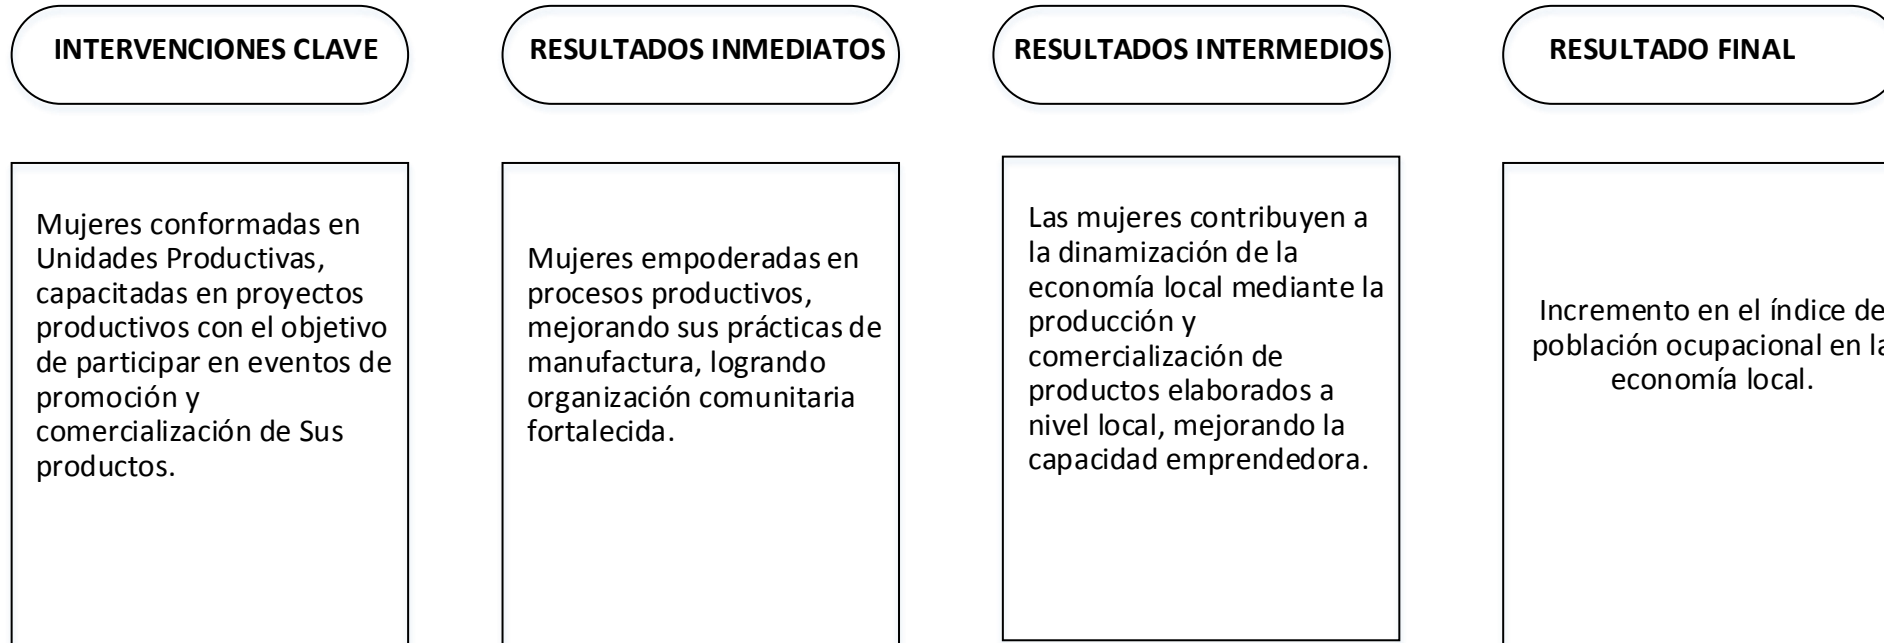 INTERVENCIONES CLAVE
RESULTADOS INMEDIATOS
RESULTADOS INTERMEDIOS
RESULTADO FINAL
Mujeres conformadas en
Unidades Productivas,
capacitadas en proyectos
productivos con el objetivo
de participar en eventos de
promoción y
comercialización de Sus
productos.
Mujeres empoderadas en
procesos productivos,
mejorando sus prácticas de
manufactura, logrando
organización comunitaria
fortalecida.
Las mujeres contribuyen a
la dinamización de la
economía local mediante la
producción y
comercialización de
productos elaborados a
nivel local, mejorando la
capacidad emprendedora.
Incremento en el índice de
población ocupacional en la
economía local.